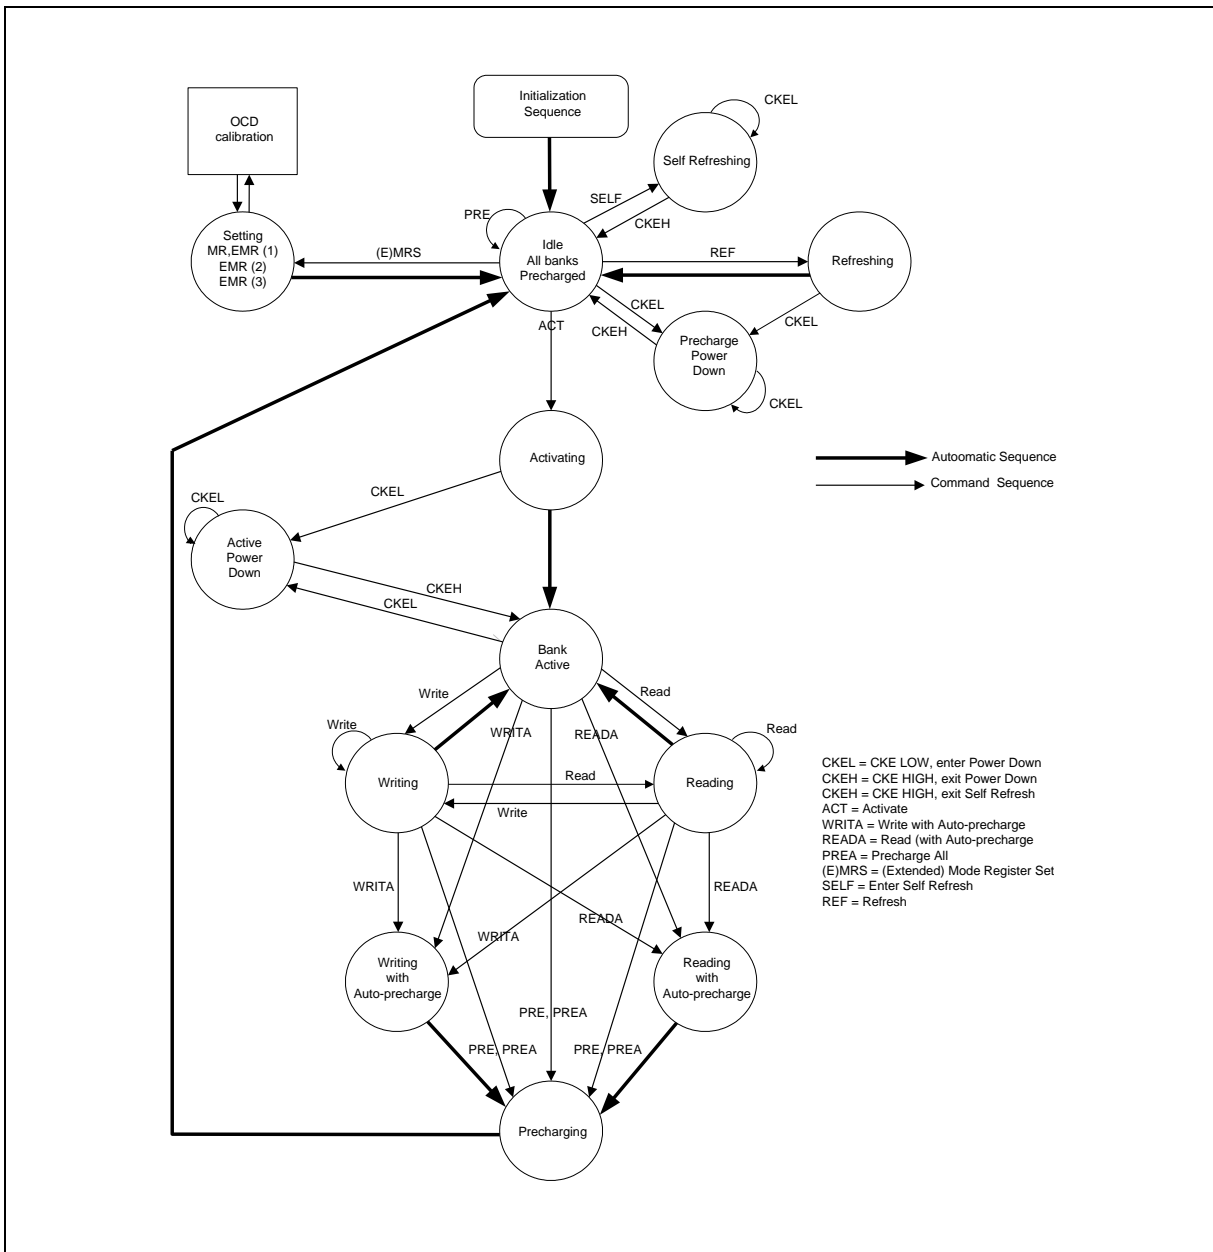 Initialization
Sequence
CKEL
OCD
calibration
Self Refreshing
SELF
PRE
CKEH
Setting
MR,EMR (1)
EMR (2)
EMR (3)
(E)MRS
Idle
All banks
Precharged
REF
Refreshing
CKEL
CKEH
ACT
CKEL
Precharge
Power
Down
CKEL
Activating
Autoomatic Sequence
Command Sequence
CKEL
CKEL
Active
Power
Down
CKEH
CKEL
Bank
Active
Write
Read
Write
WRITA
READA
Read
Writing
Read
Reading
Write
CKEL = CKE LOW, enter Power Down
CKEH = CKE HIGH, exit Power Down
CKEH = CKE HIGH, exit Self Refresh
ACT = Activate
WRITA = Write with Auto-precharge
READA = Read (with Auto-precharge
PREA = Precharge All
(E)MRS = (Extended) Mode Register Set
SELF = Enter Self Refresh
REF = Refresh
WRITA
READA
READA
WRITA
Writing
with
Auto-precharge
Reading
with
Auto-precharge
PRE, PREA
PRE, PREA
PRE, PREA
Precharging